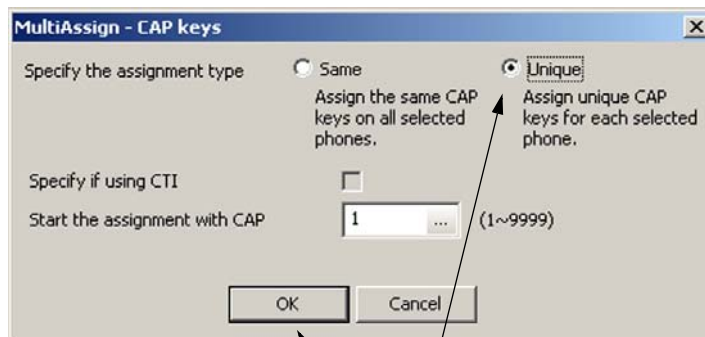 MultiAssign - CAP keys
Specify the assignment type
Same
Unique
Assign the same CAP
keys on all selected
phones.
Assign unique CAP
keys for each selected
phone.
Specify if using CTI
Start the assignment with CAP
1 ... (1~9999)
OK Cancel